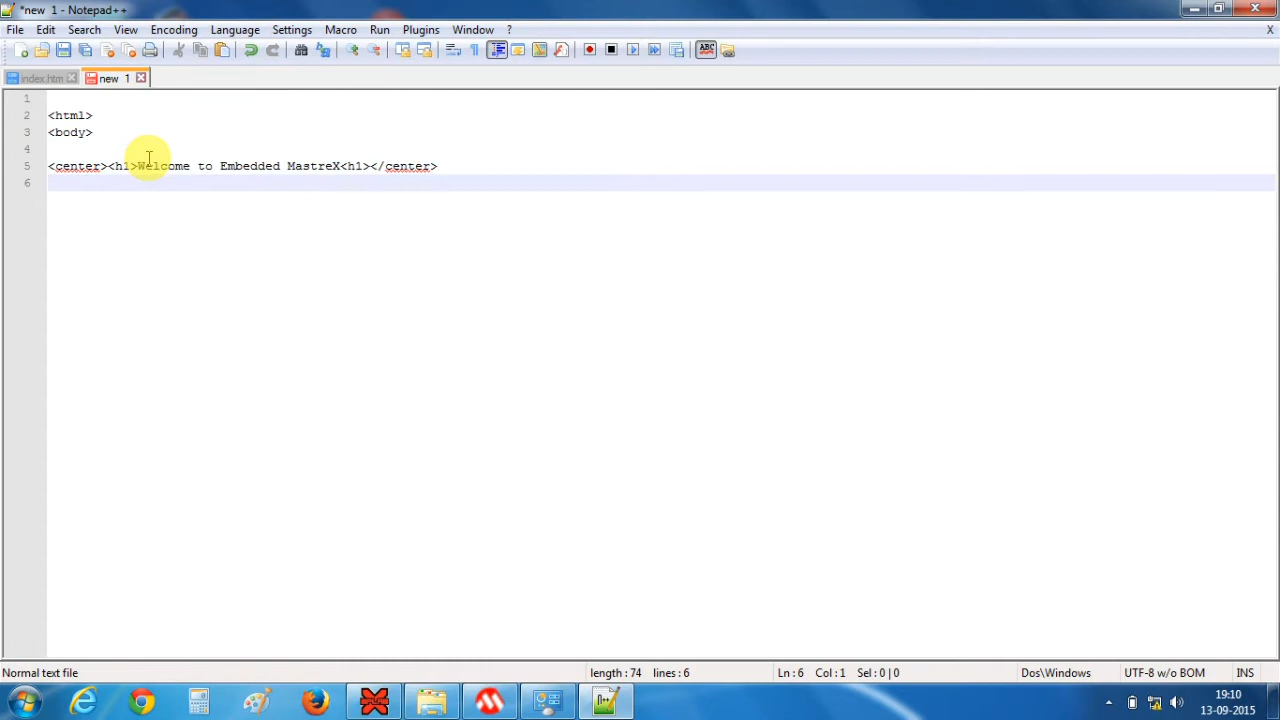 *new 1 - Notepad++
File Edit Search View Encoding Language Settings Macro Run Plugins Window ? X
ABC
index.htm new 1
1
2 <html>
3 <body>
4
5 <center><h1>Welcome to Embedded MastreX<h1></center>
6
Normal text file length : 74 lines : 6 Ln : 6 Col : 1 Sel : 0 | 0 Dos\Windows UTF-8 w/o BOM INS
19:10
13-09-2015